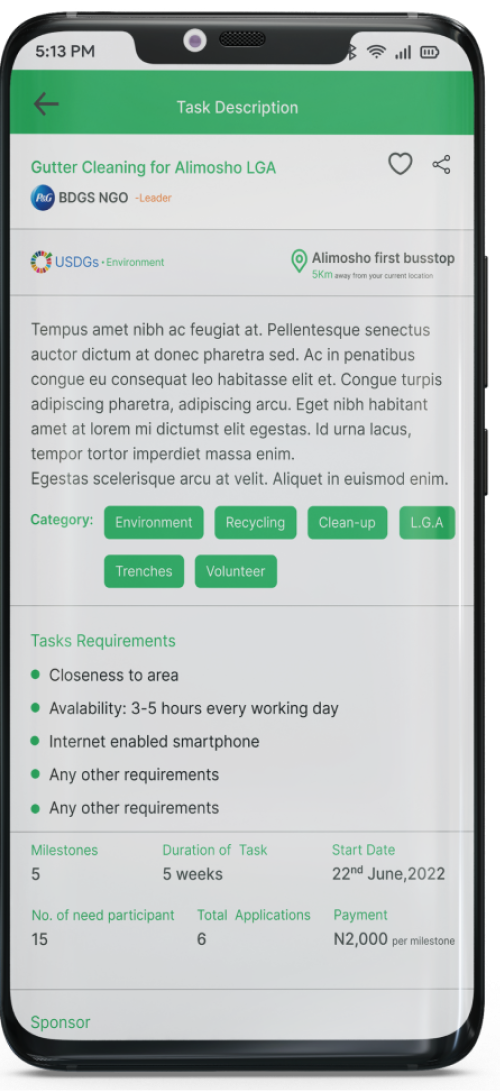 5:13 PM
Task Description
Gutter Cleaning for Alimosho LGA
P&G BDGS NGO -Leader
USDGs • Environment
Alimosho first busstop
5Km away from your current location
Tempus amet nibh ac feugiat at. Pellentesque senectus
auctor dictum at donec pharetra sed. Ac in penatibus
congue eu consequat leo habitasse elit et. Congue turpis
adipiscing pharetra, adipiscing arcu. Eget nibh habitant
amet at lorem mi dictumst elit egestas. Id urna lacus,
tempor tortor imperdiet massa enim.
Egestas scelerisque arcu at velit. Aliquet in euismod enim.
Category: Environment Recycling Clean-up L.G.A
Trenches Volunteer
Tasks Requirements
Closeness to area
Avalability: 3-5 hours every working day
Internet enabled smartphone
Any other requirements
Any other requirements
Milestones Duration of Task Start Date
5 5 weeks 22nd June,2022
No. of need participant Total Applications Payment
15 6 N2,000 per milestone
Sponsor